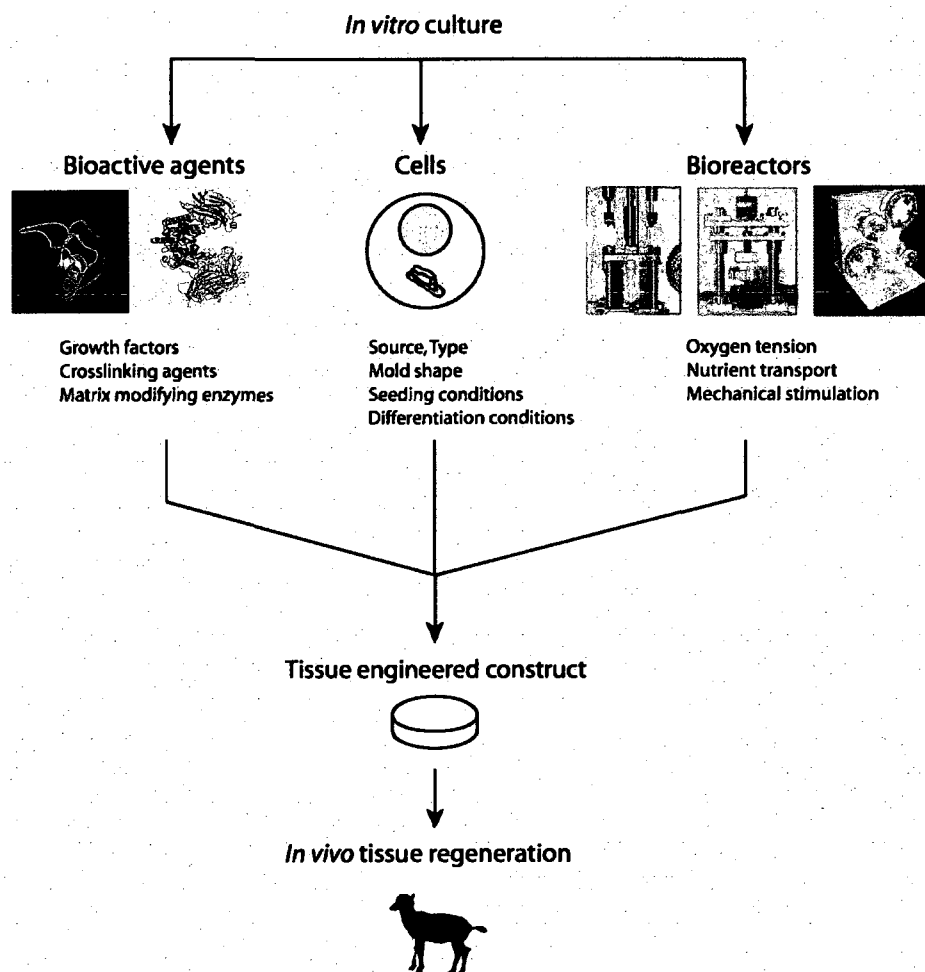 In vitro culture
Bioactive agents
Growth factors
Crosslinking agents
Matrix modifying enzymes
Cells
Source, Type
Mold shape
Seeding conditions
Differentiation conditions
Bioreactors
Oxygen tension
Nutrient transport
Mechanical stimulation
Tissue engineered construct
In vivo tissue regeneration